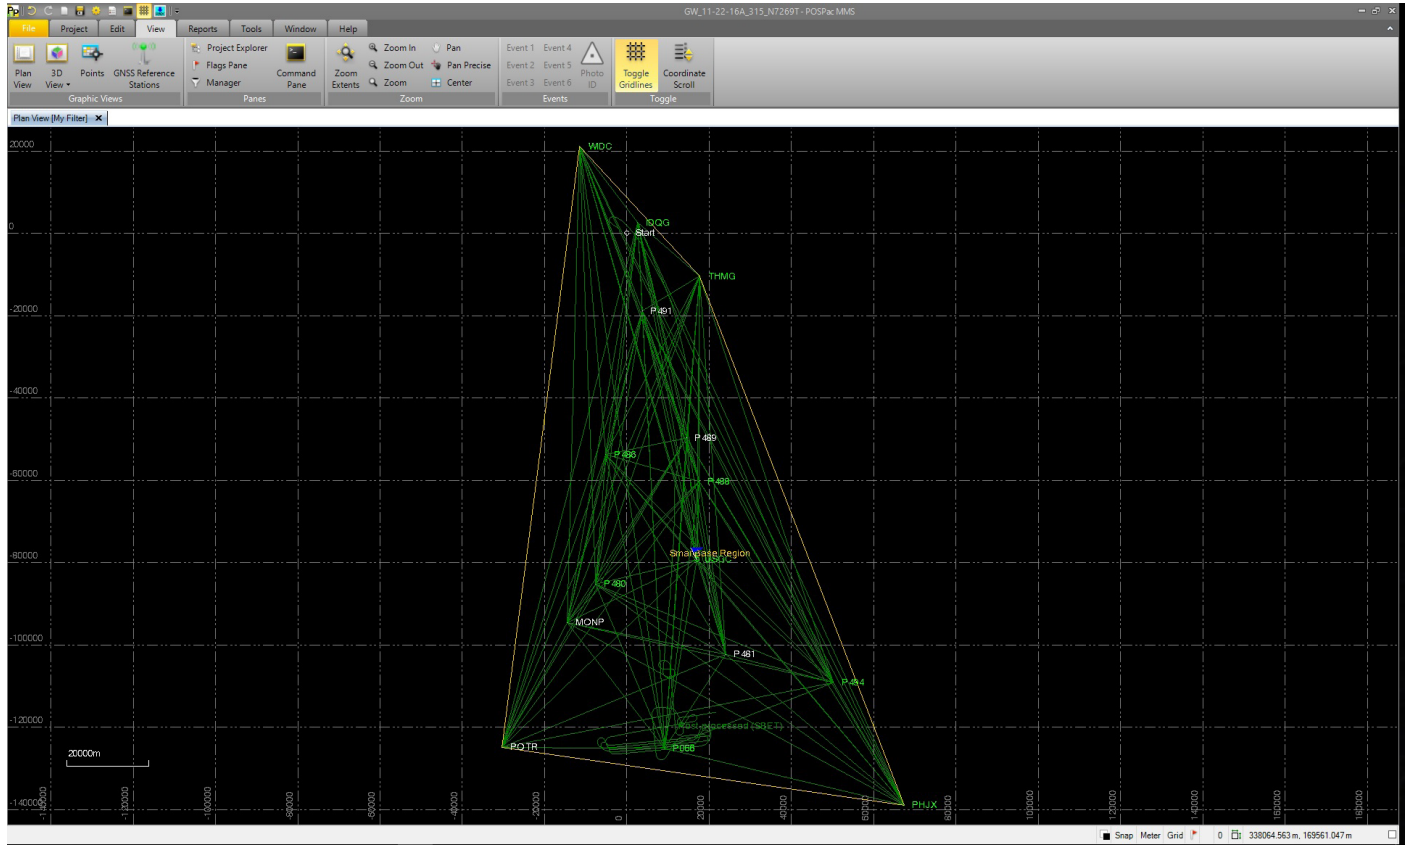 GW_11-22-16A_315_N7269T - POSPac MMS
File Project Edit View Reports Tools Window Help
Plan View
3D View
Points
GNSS Reference Stations
Graphic Views
Project Explorer
Flags Pane
Manager
Command Pane
Panes
Zoom Extents
Zoom In
Zoom Out
Zoom
Pan
Pan Precise
Center
Zoom
Event 1 Event 4
Event 2 Event 5
Event 3 Event 6
Photo ID
Events
Toggle Gridlines
Coordinate Scroll
Toggle
Plan View [My Filter]
20000
WIDC
0
Start
THMG
-20000
P491
-40000
P489
P486
-60000
P488
SmartBase Region
-80000
P480
MONP
-100000
P481
P494
-120000
Post-processed (SBET)
POTR
P066
20000m
PHJX
-140000
-100000
-80000
-60000
-40000
-20000
0
20000
40000
60000
80000
100000
120000
140000
160000
180000
Snap Meter Grid 0 338064.563 m, 169561.047 m